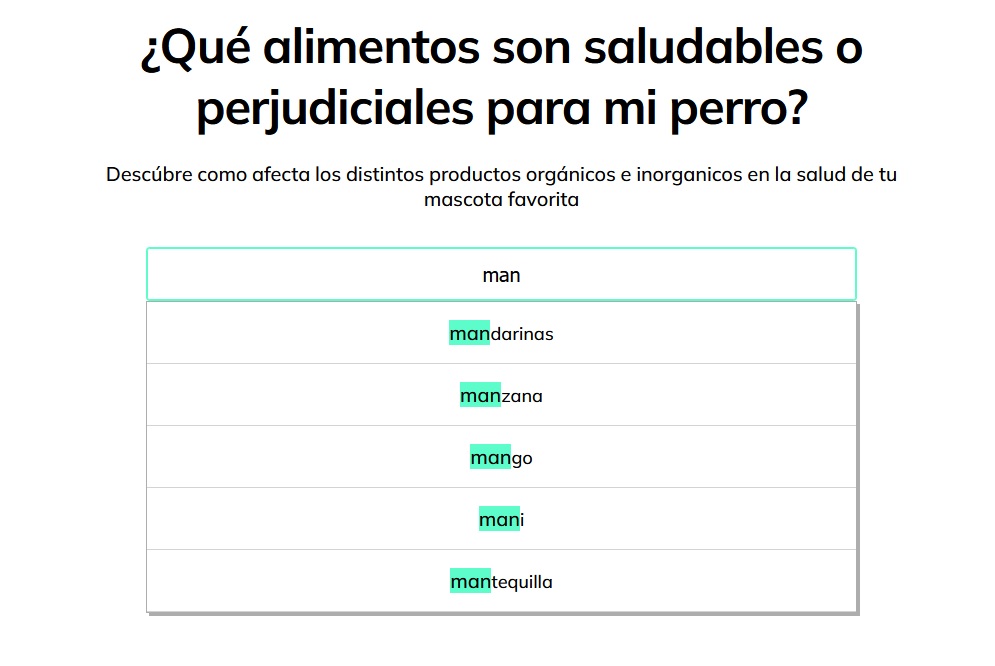 ¿Qué alimentos son saludables o
perjudiciales para mi perro?
Descúbre como afecta los distintos productos orgánicos e inorganicos en la salud de tu
mascota favorita
man
mandarinas
manzana
mango
mani
mantequilla